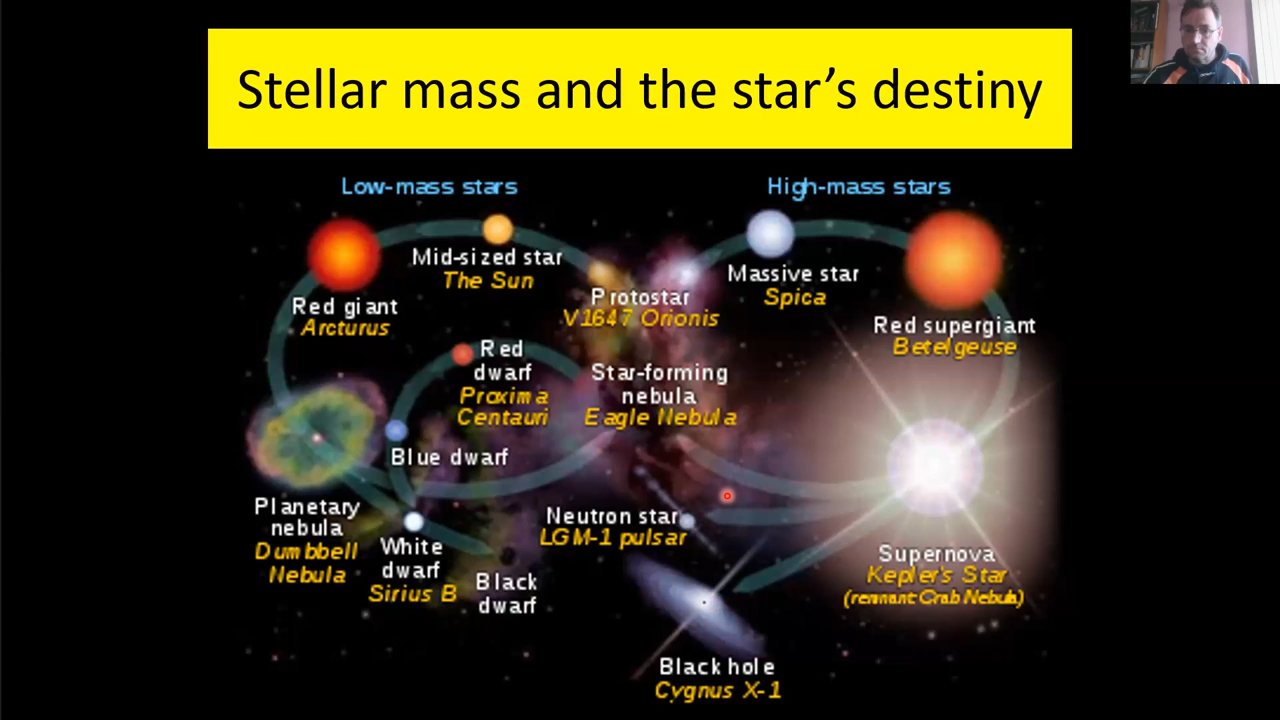 Stellar mass and the star’s destiny
Low-mass stars
High-mass stars
Mid-sized star
The Sun
Red giant
Arcturus
Protostar
V1647 Orionis
Massive star
Spica
Red supergiant
Betelgeuse
Red
dwarf
Proxima
Centauri
Star-forming
nebula
Eagle Nebula
Blue dwarf
Planetary
nebula
Dumbbell
Nebula
White
dwarf
Sirius B
Black
dwarf
Neutron star
LGM-1 pulsar
Supernova
Kepler's Star
(remnant Crab Nebula)
Black hole
Cygnus X-1